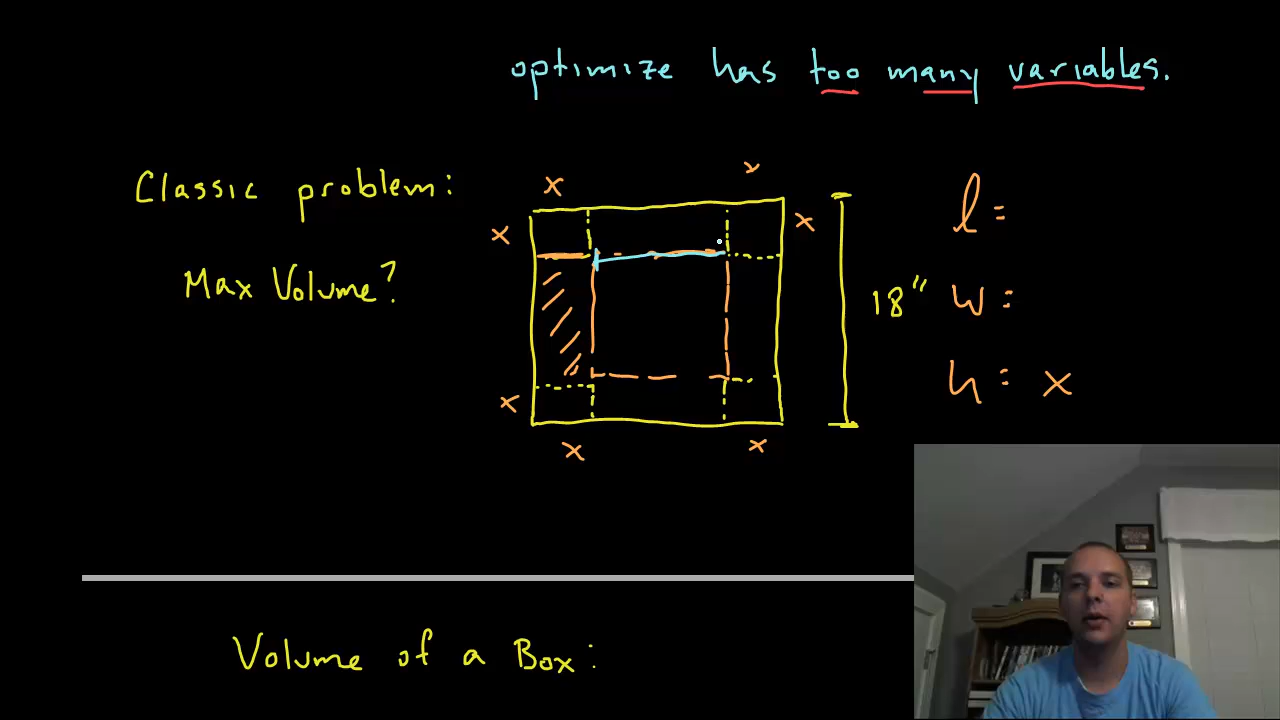 optimize has too many variables.
Classic problem:
Max Volume?
x x
x x
x
x x
18"
l =
w =
h = x
Volume of a Box: